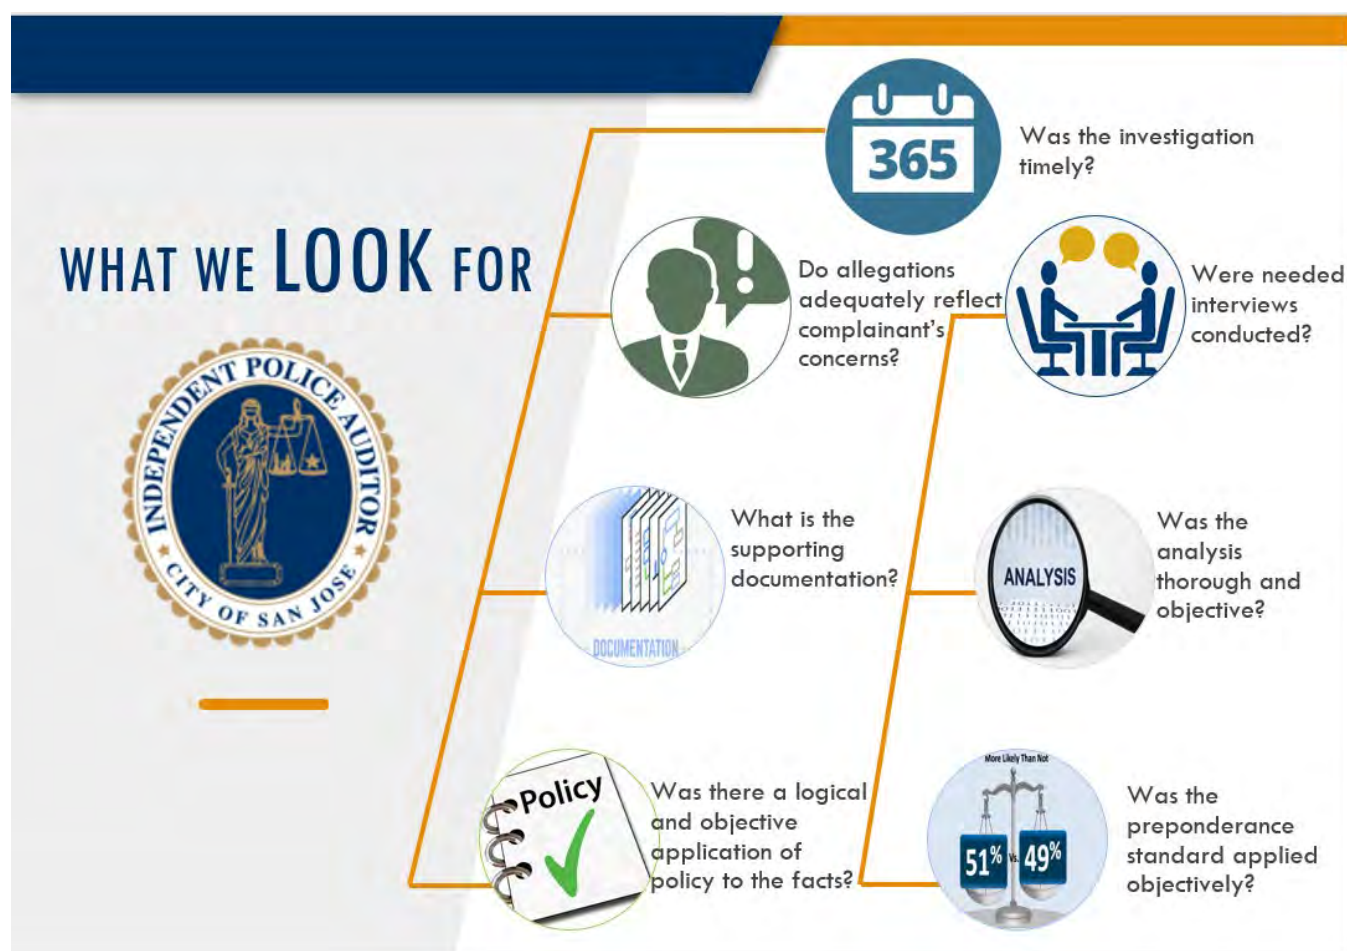 WHAT WE LOOK FOR
INDEPENDENT POLICE AUDITOR
CITY OF SAN JOSE
365
Was the investigation
timely?
Do allegations
adequately reflect
complainant's
concerns?
Were needed
interviews
conducted?
DOCUMENTATION
What is the
supporting
documentation?
ANALYSIS
Was the
analysis
thorough and
objective?
Policy
Was there a logical
and objective
application of
policy to the facts?
More Likely Than Not
51% Vs. 49%
Was the
preponderance
standard applied
objectively?